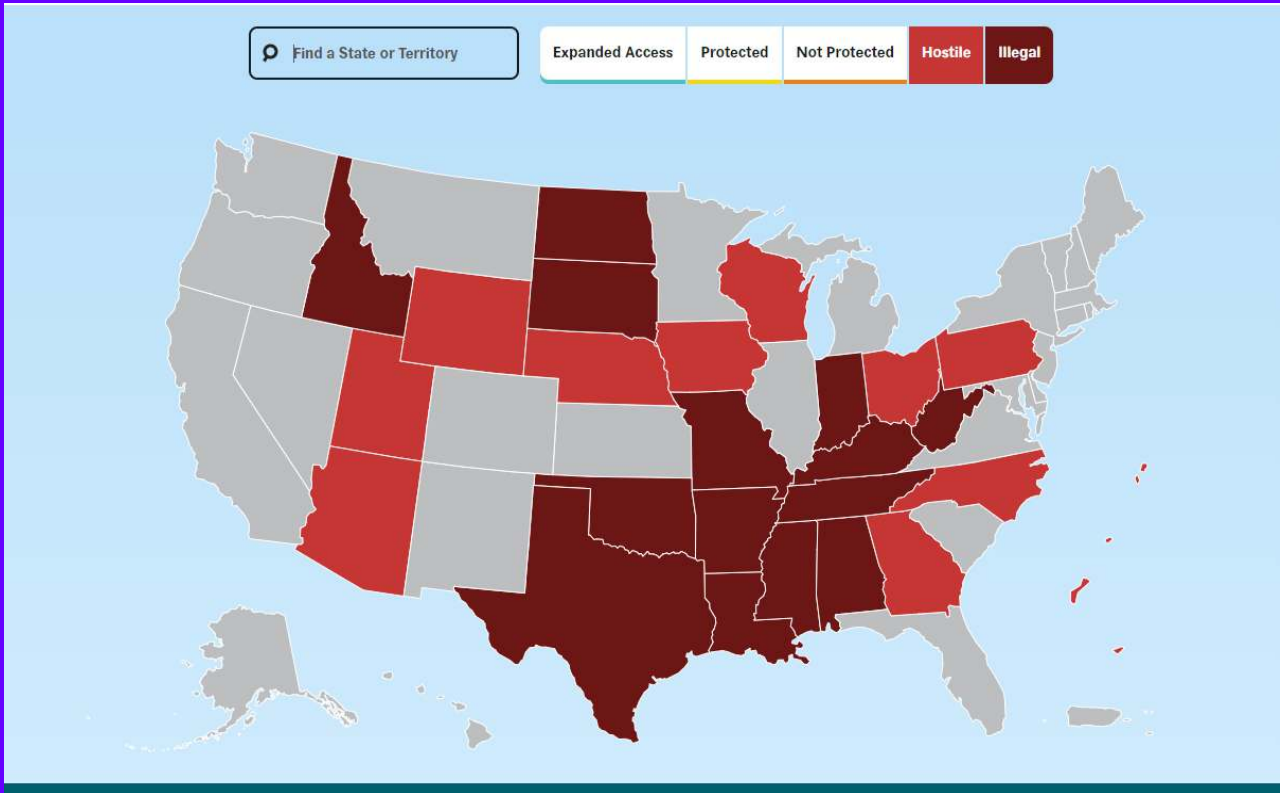 Find a State or Territory
Expanded Access
Protected
Not Protected
Hostile
Illegal